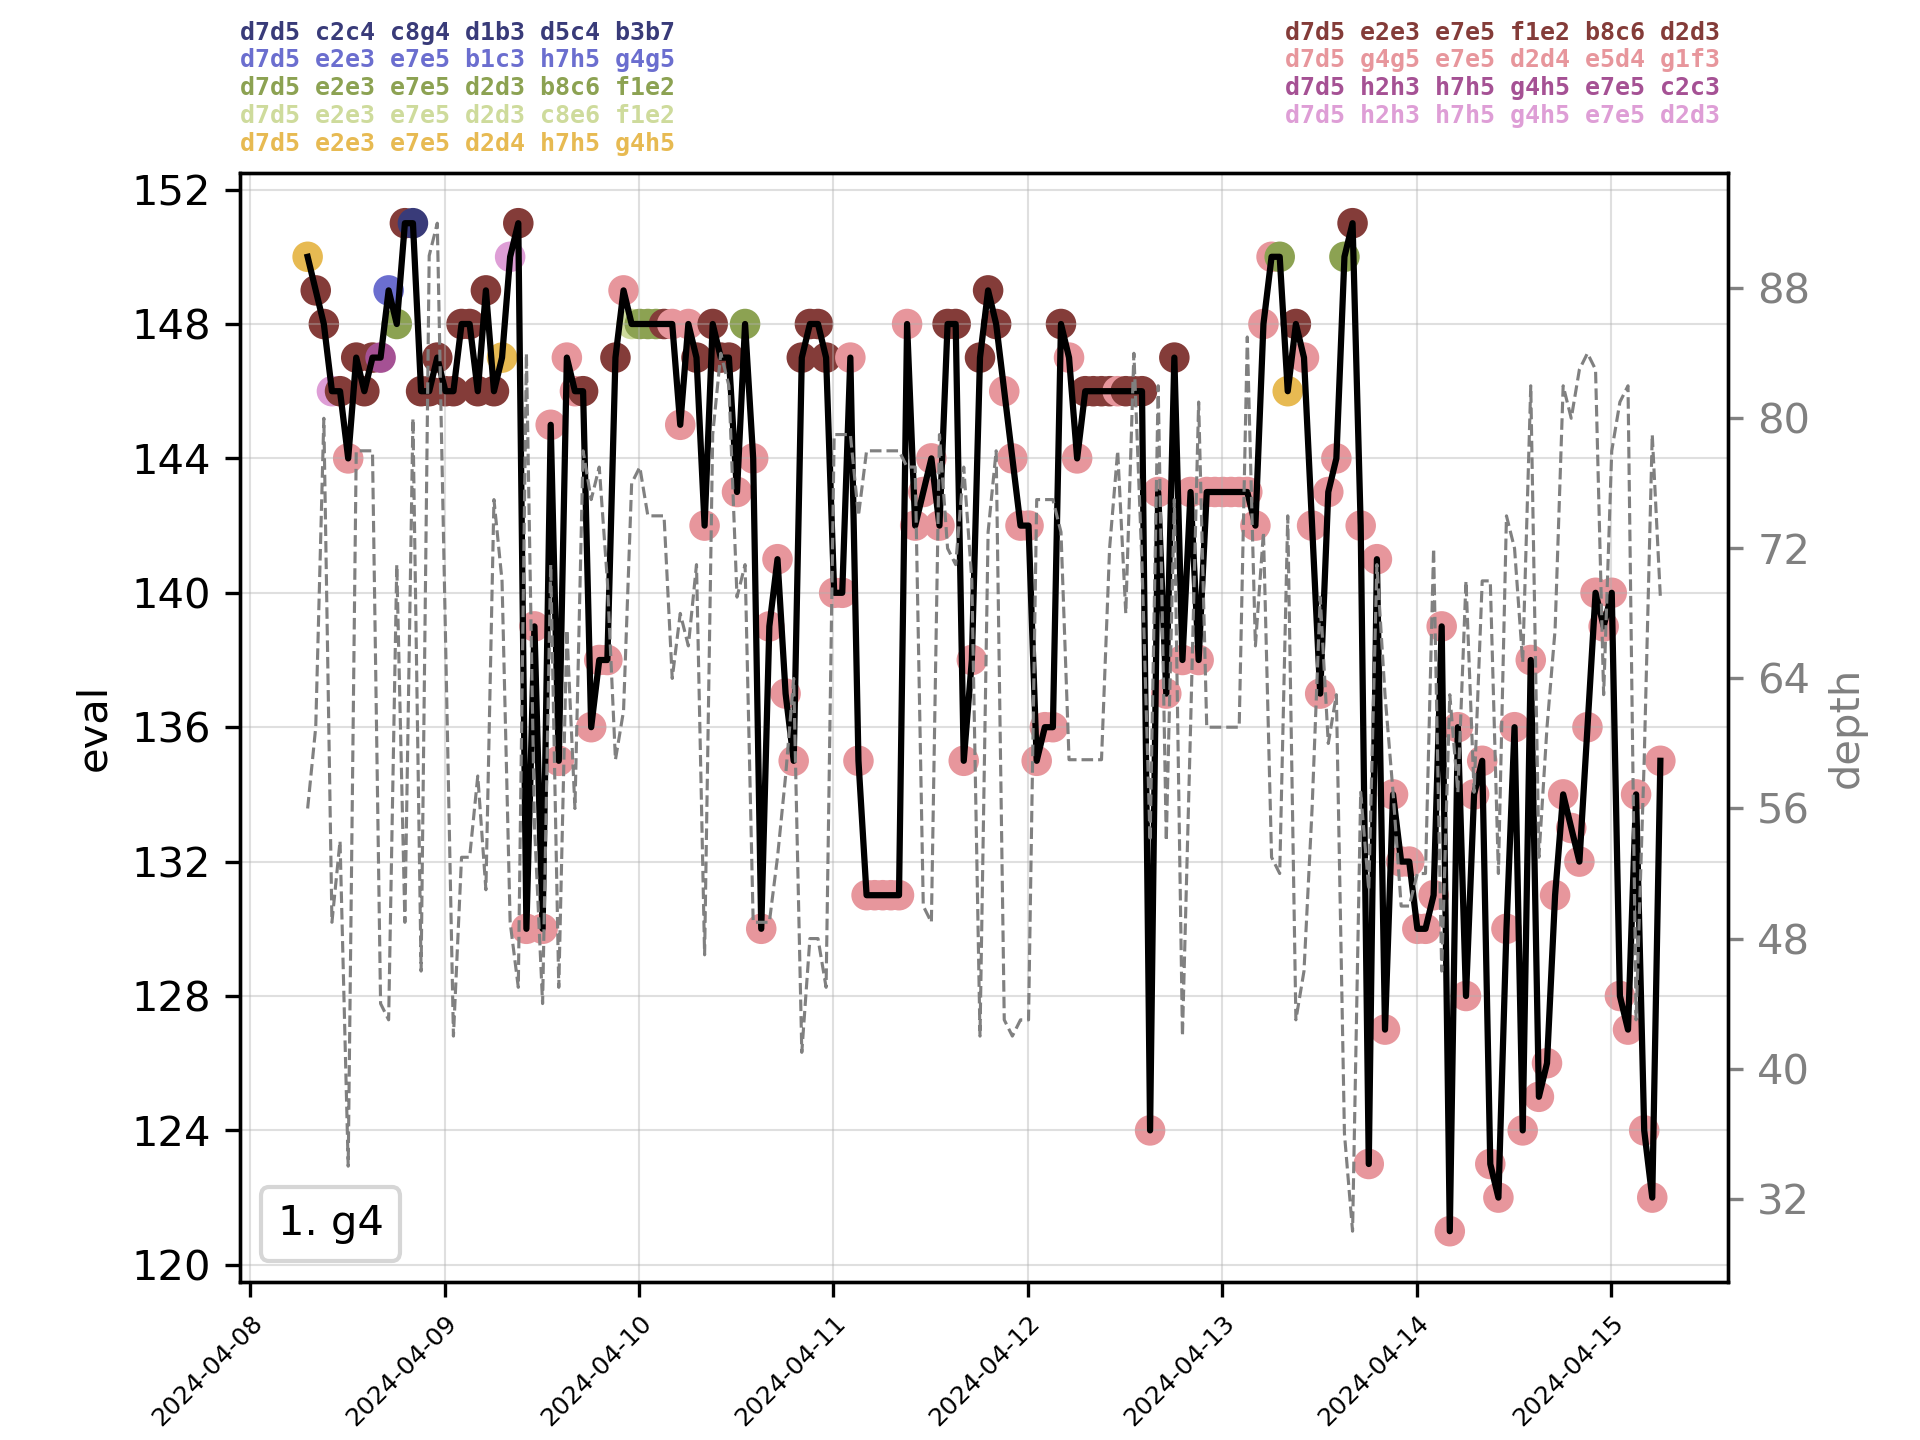 d7d5 c2c4 c8g4 d1b3 d5c4 b3b7
d7d5 e2e3 e7e5 b1c3 h7h5 g4g5
d7d5 e2e3 e7e5 d2d3 b8c6 f1e2
d7d5 e2e3 e7e5 d2d3 c8e6 f1e2
d7d5 e2e3 e7e5 d2d4 h7h5 g4h5
d7d5 e2e3 e7e5 f1e2 b8c6 d2d3
d7d5 g4g5 e7e5 d2d4 e5d4 g1f3
d7d5 h2h3 h7h5 g4h5 e7e5 c2c3
d7d5 h2h3 h7h5 g4h5 e7e5 d2d3
152
148
144
140
136
132
128
124
120
eval
88
80
72
64
56
48
40
32
depth
1. g4
2024-04-08
2024-04-09
2024-04-10
2024-04-11
2024-04-12
2024-04-13
2024-04-14
2024-04-15